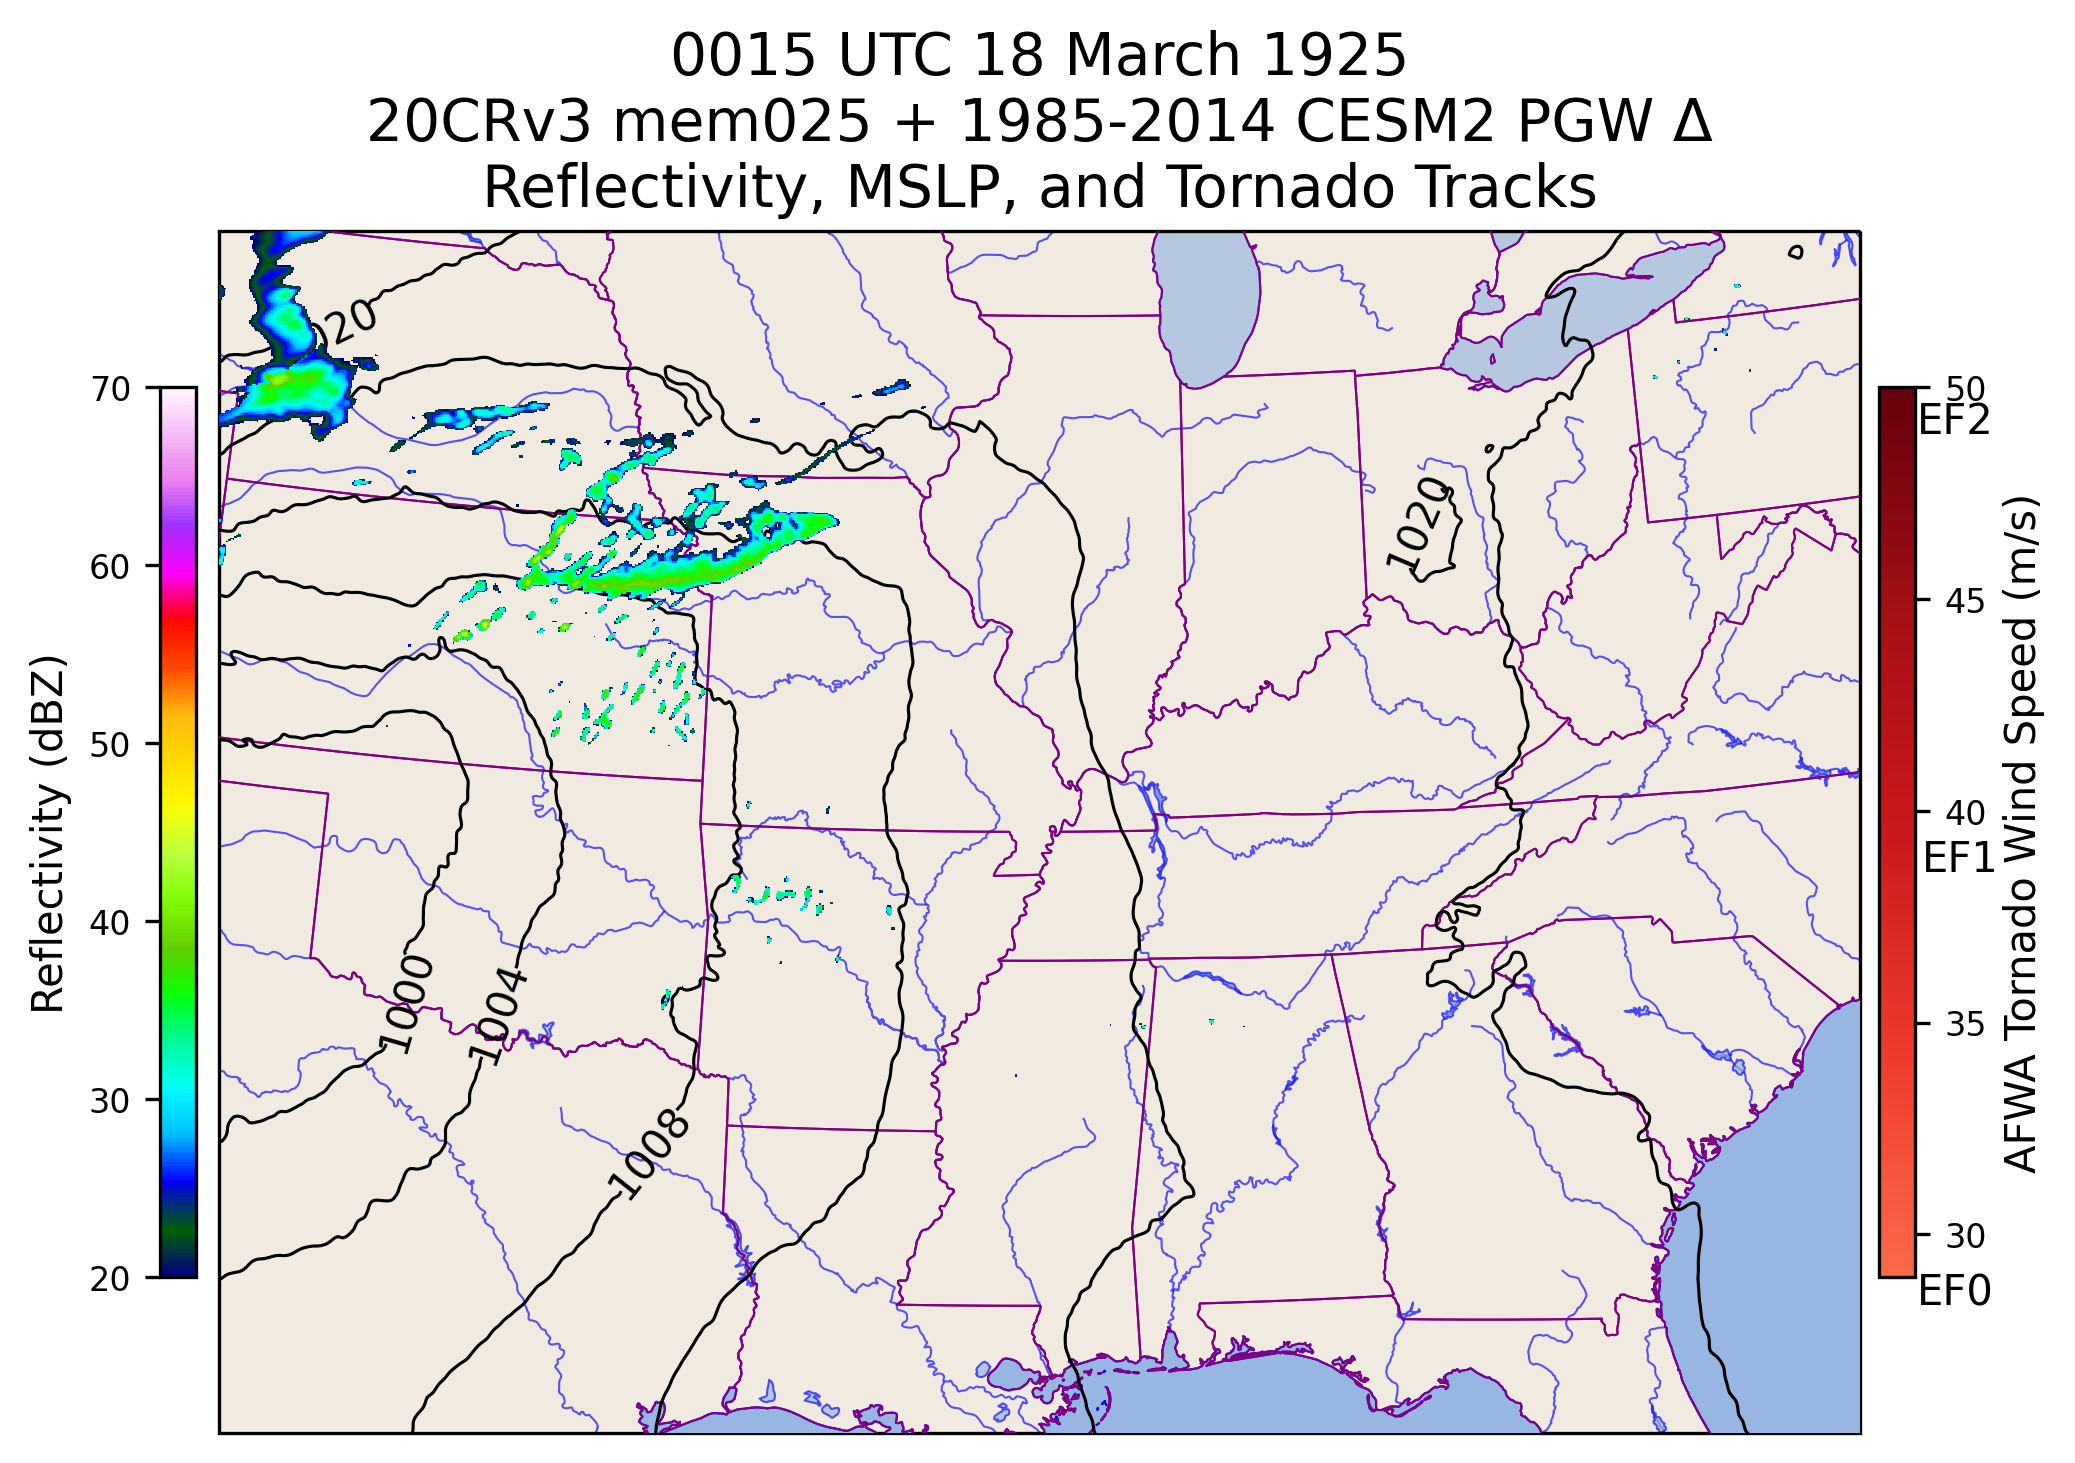 0015 UTC 18 March 1925
20CRv3 mem025 + 1985-2014 CESM2 PGW Δ
Reflectivity, MSLP, and Tornado Tracks
020
1020
1000
1004
1008
70
60
50
40
30
20
Reflectivity (dBZ)
50
EF2
45
40
EF1
35
30
EF0
AFWA Tornado Wind Speed (m/s)